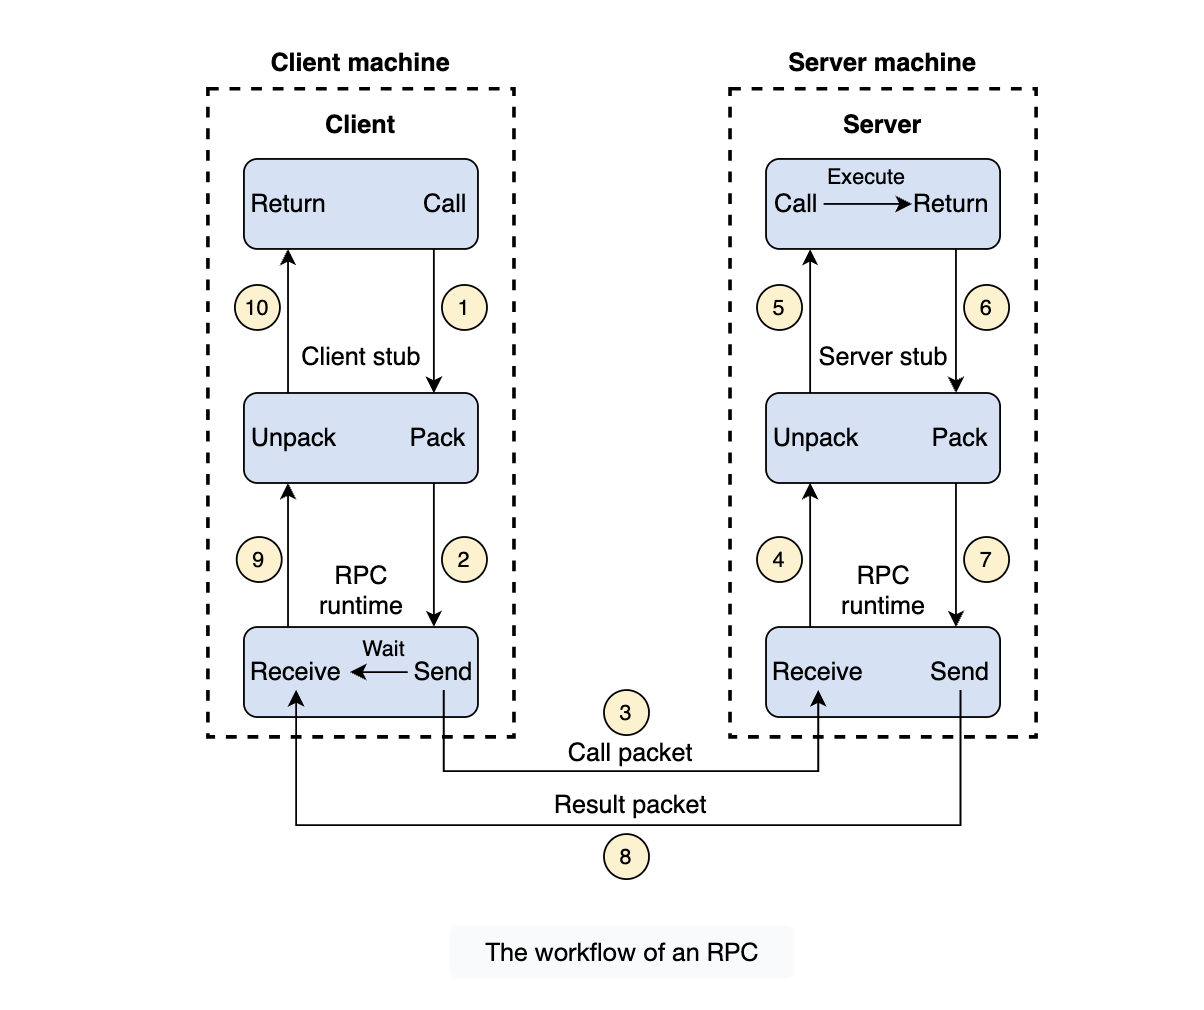 Client machine
Server machine
Client
Server
Return
Call
Execute
Call
Return
10
1
5
6
Client stub
Server stub
Unpack
Pack
Unpack
Pack
9
2
4
7
RPC
runtime
RPC
runtime
Wait
Receive
Send
Receive
Send
3
Call packet
Result packet
8
The workflow of an RPC